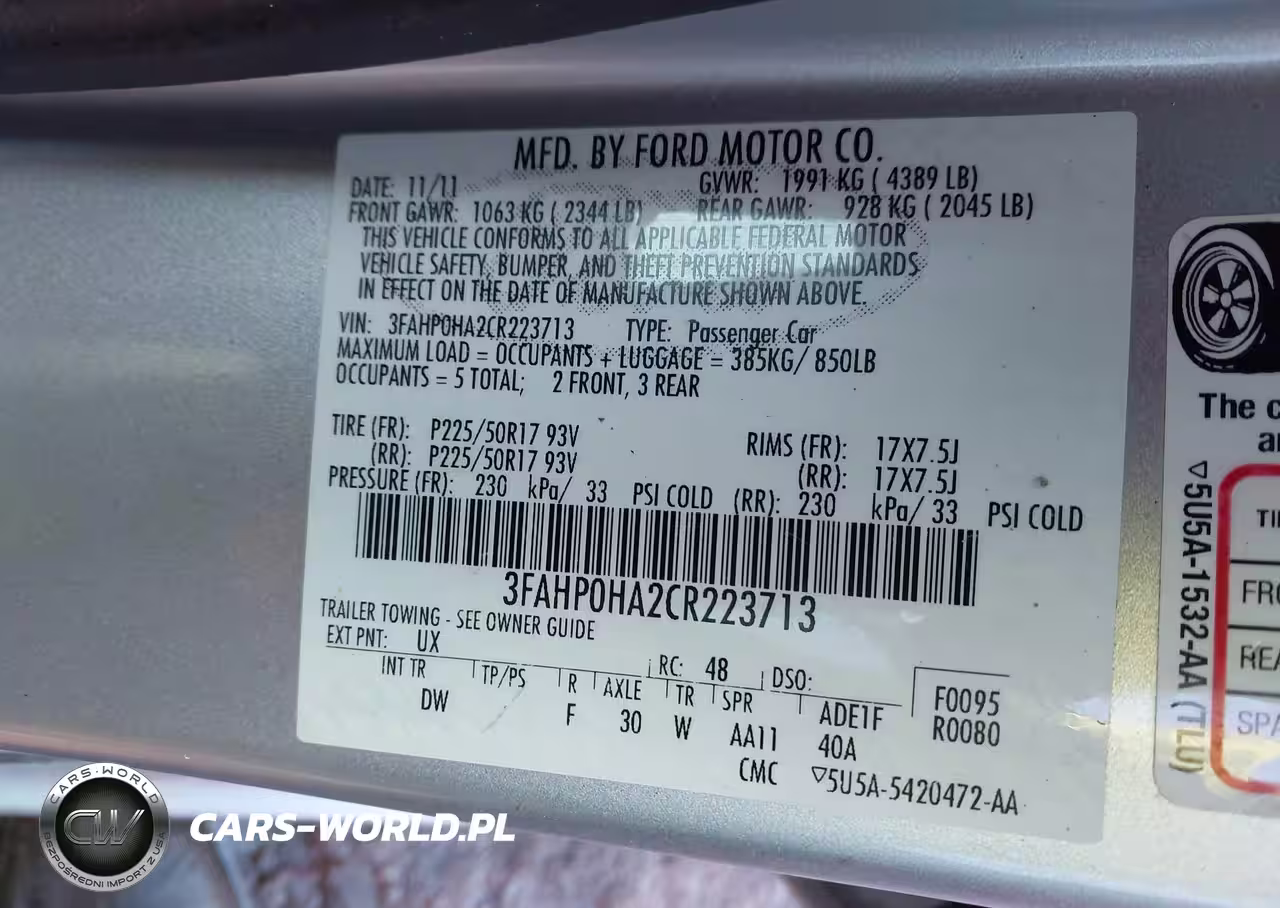 MFD. BY FORD MOTOR CO.
DATE: 11/11 GVWR: 1991 KG ( 4389 LB)
FRONT GAWR: 1063 KG ( 2344 LB) REAR GAWR: 928 KG ( 2045 LB)
THIS VEHICLE CONFORMS TO ALL APPLICABLE FEDERAL MOTOR
VEHICLE SAFETY, BUMPER, AND THEFT PREVENTION STANDARDS
IN EFFECT ON THE DATE OF MANUFACTURE SHOWN ABOVE.
VIN: 3FAHP0HA2CR223713 TYPE: Passenger Car
MAXIMUM LOAD = OCCUPANTS + LUGGAGE = 385KG/ 850LB
OCCUPANTS = 5 TOTAL; 2 FRONT, 3 REAR
TIRE (FR): P225/50R17 93V RIMS (FR): 17X7.5J
(RR): P225/50R17 93V (RR): 17X7.5J
PRESSURE (FR): 230 kPa/ 33 PSI COLD (RR): 230 kPa/ 33 PSI COLD
3FAHP0HA2CR223713
TRAILER TOWING - SEE OWNER GUIDE
EXT PNT: UX RC: 48 DSO:
INT TR TP/PS R AXLE TR SPR ADE1F F0095
DW F 30 W AA11 40A R0080
CMC ▽5U5A-5420472-AA
The c
a
▽5U5A-1532-AA (TLU)
TI
FRO
REA
SPA
CARS-WORLD
CW
BEZPOŚREDNI IMPORT Z USA
CARS-WORLD.PL